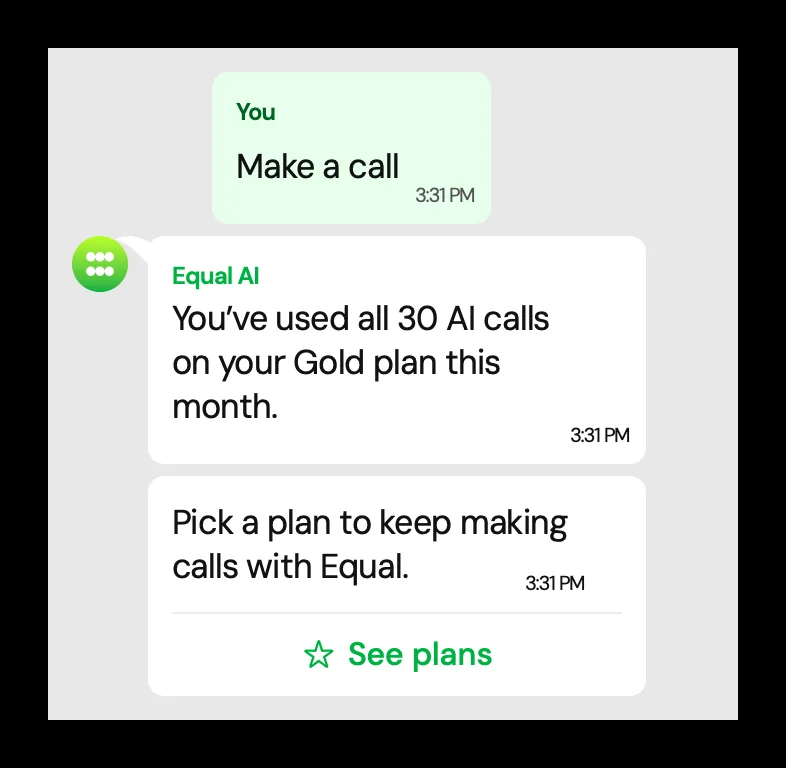 You
Make a call
3:31 PM
Equal AI
You’ve used all 30 AI calls
on your Gold plan this
month.
3:31 PM
Pick a plan to keep making
calls with Equal.
3:31 PM
See plans